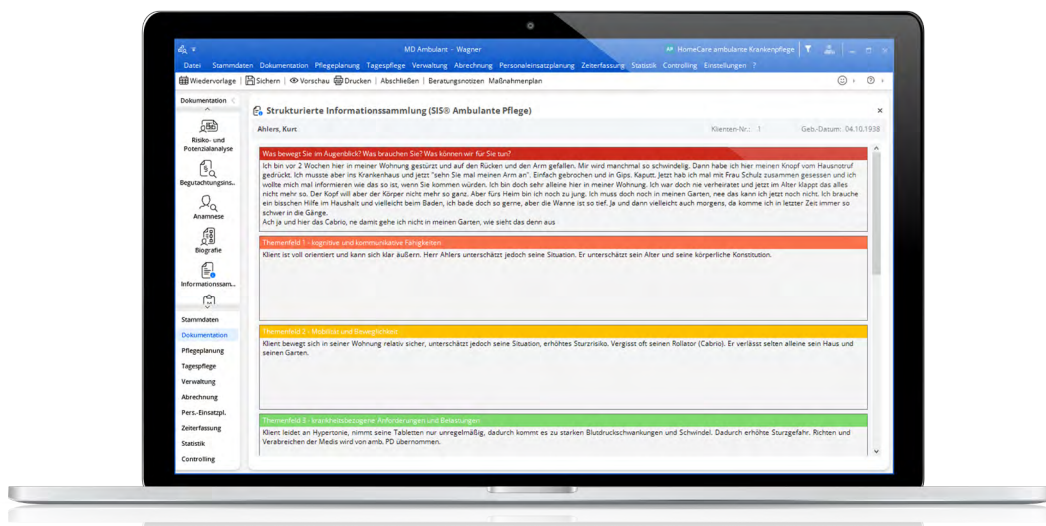 MD Ambulant - Wagner
AP HomeCare ambulante Krankenpflege
Datei Stammdaten Dokumentation Pflegeplanung Tagespflege Verwaltung Abrechnung Personaleinsatzplanung Zeiterfassung Statistik Controlling Einstellungen ?
Wiedervorlage | Sichern | Vorschau Drucken | Abschließen | Beratungsnotizen Maßnahmenplan
Dokumentation
Risiko- und
Potenzialanalyse
Begutachtungsins..
Anamnese
Biografie
Informationssam...
Stammdaten
Dokumentation
Pflegeplanung
Tagespflege
Verwaltung
Abrechnung
Pers.-Einsatzpl.
Zeiterfassung
Statistik
Controlling
Strukturierte Informationssammlung (SIS® Ambulante Pflege)
Ahlers, Kurt
Klienten-Nr.: 1
Geb.-Datum: 04.10.1938
Was bewegt Sie im Augenblick? Was brauchen Sie? Was können wir für Sie tun?
Ich bin vor 2 Wochen hier in meiner Wohnung gestürzt und auf den Rücken und den Arm gefallen. Mir wird manchmal so schwindelig. Dann habe ich hier meinen Knopf vom Hausnotruf
gedrückt. Ich musste aber ins Krankenhaus und jetzt "sehn Sie mal meinen Arm an". Einfach gebrochen und in Gips. Kaputt. Jetzt hab ich mal mit Frau Schulz zusammen gesessen und ich
wollte mich mal informieren wie das so ist, wenn Sie kommen würden. Ich bin doch sehr alleine hier in meiner Wohnung. Ich war doch nie verheiratet und jetzt im Alter klappt das alles
nicht mehr so. Der Kopf will aber der Körper nicht mehr so ganz. Aber fürs Heim bin ich noch zu jung. Ich muss doch noch in meinen Garten, nee das kann ich jetzt noch nicht. Ich brauche
ein bisschen Hilfe im Haushalt und vielleicht beim Baden, ich bade doch so gerne, aber die Wanne ist so tief. Ja und dann vielleicht auch morgens, da komme ich in letzter Zeit immer so
schwer in die Gänge.
Ach ja und hier das Cabrio, ne damit gehe ich nicht in meinen Garten, wie sieht das denn aus
Themenfeld 1 - kognitive und kommunikative Fähigkeiten
Klient ist voll orientiert und kann sich klar äußern. Herr Ahlers unterschätzt jedoch seine Situation. Er unterschätzt sein Alter und seine körperliche Konstitution.
Themenfeld 2 - Mobilität und Beweglichkeit
Klient bewegt sich in seiner Wohnung relativ sicher, unterschätzt jedoch seine Situation, erhöhtes Sturzrisiko. Vergisst oft seinen Rollator (Cabrio). Er verlässt selten alleine sein Haus und
seinen Garten.
Themenfeld 3 - krankheitsbezogene Anforderungen und Belastungen
Klient leidet an Hypertonie, nimmt seine Tabletten nur unregelmäßig, dadurch kommt es zu starken Blutdruckschwankungen und Schwindel. Dadurch erhöhte Sturzgefahr. Richten und
Verabreichen der Medis wird von amb. PD übernommen.